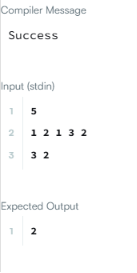 Compiler Message
Success
Input (stdin)
1 5
2 1 2 1 3 2
3 3 2
Expected Output
1 2